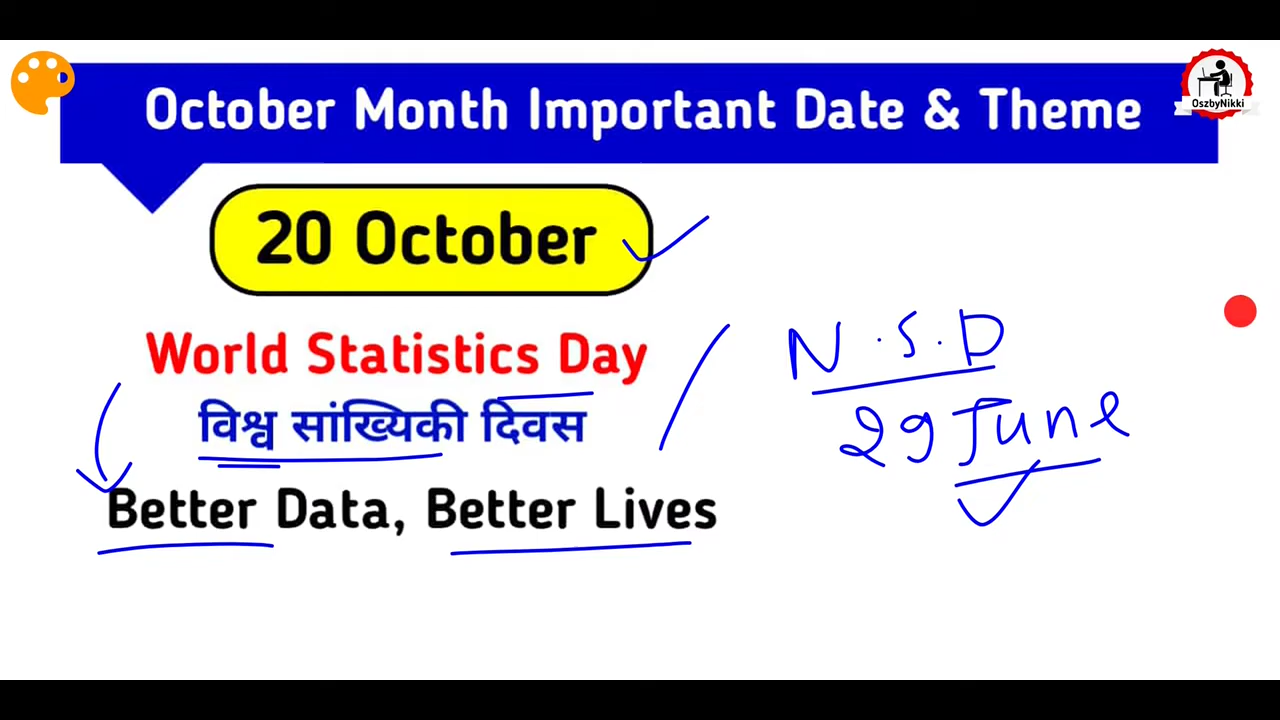 October Month Important Date & Theme
OszbyNikki
20 October
World Statistics Day
विश्व सांख्यिकी दिवस
Better Data, Better Lives
N.S.D
29 June